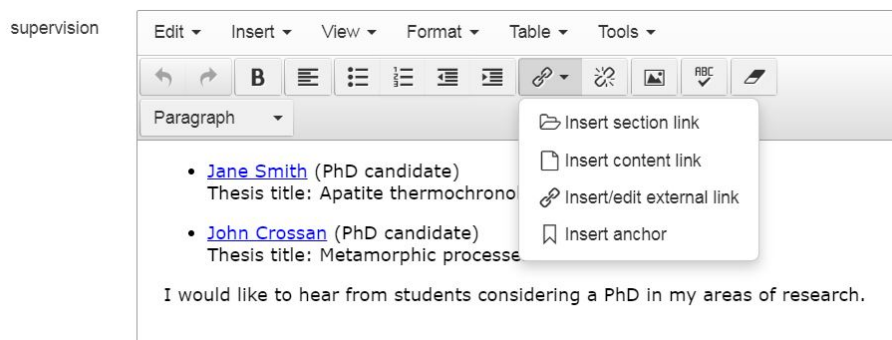 supervision
Edit Insert View Format Table Tools
B ABC
Paragraph
Insert section link
Insert content link
Insert/edit external link
Insert anchor
Jane Smith (PhD candidate)
Thesis title: Apatite
John Crossan (PhD candidate)
Thesis title: Metamorphic
I would like to hear from students considering a PhD in my areas of research.